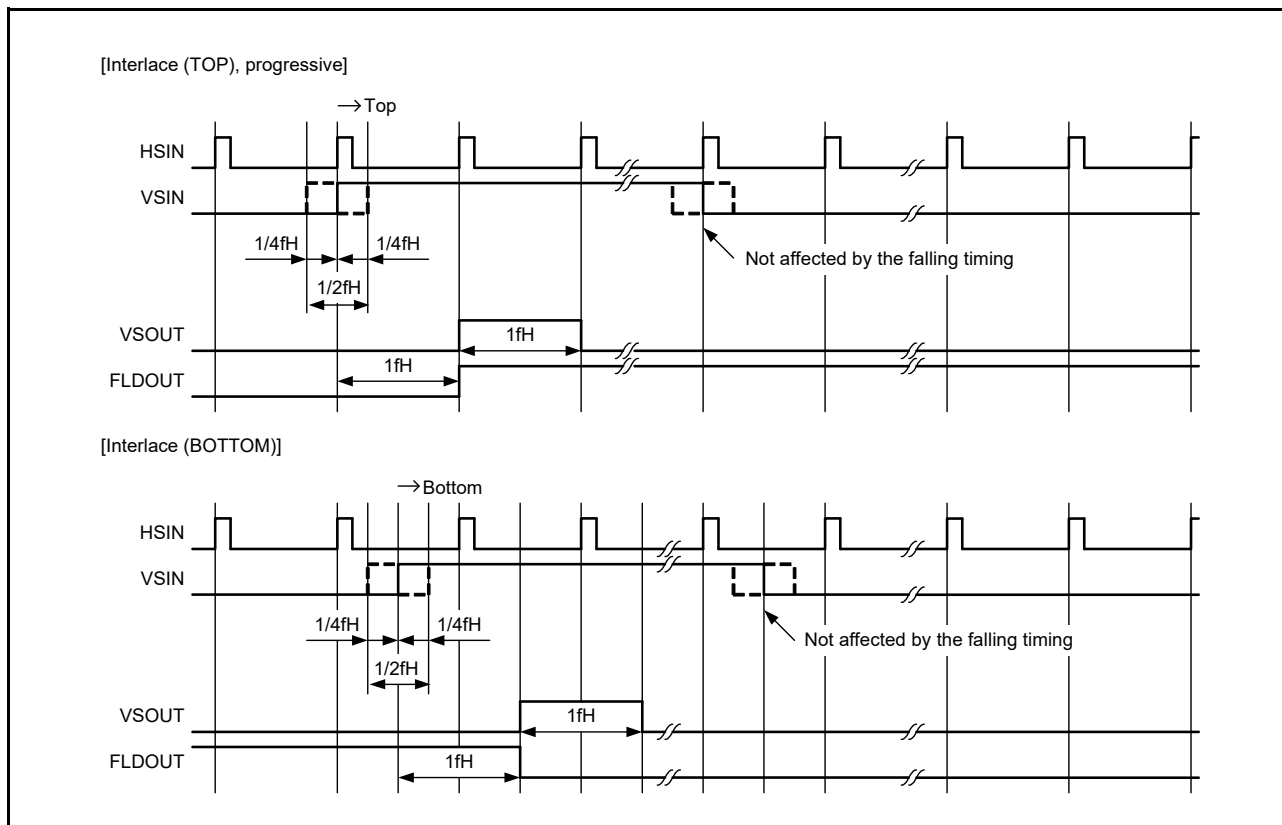 [Interlace (TOP), progressive]
→Top
HSIN
VSIN
1/4fH
1/4fH
Not affected by the falling timing
1/2fH
VSOUT
1fH
FLDOUT
1fH
[Interlace (BOTTOM)]
→Bottom
HSIN
VSIN
1/4fH
1/4fH
Not affected by the falling timing
1/2fH
VSOUT
1fH
FLDOUT
1fH